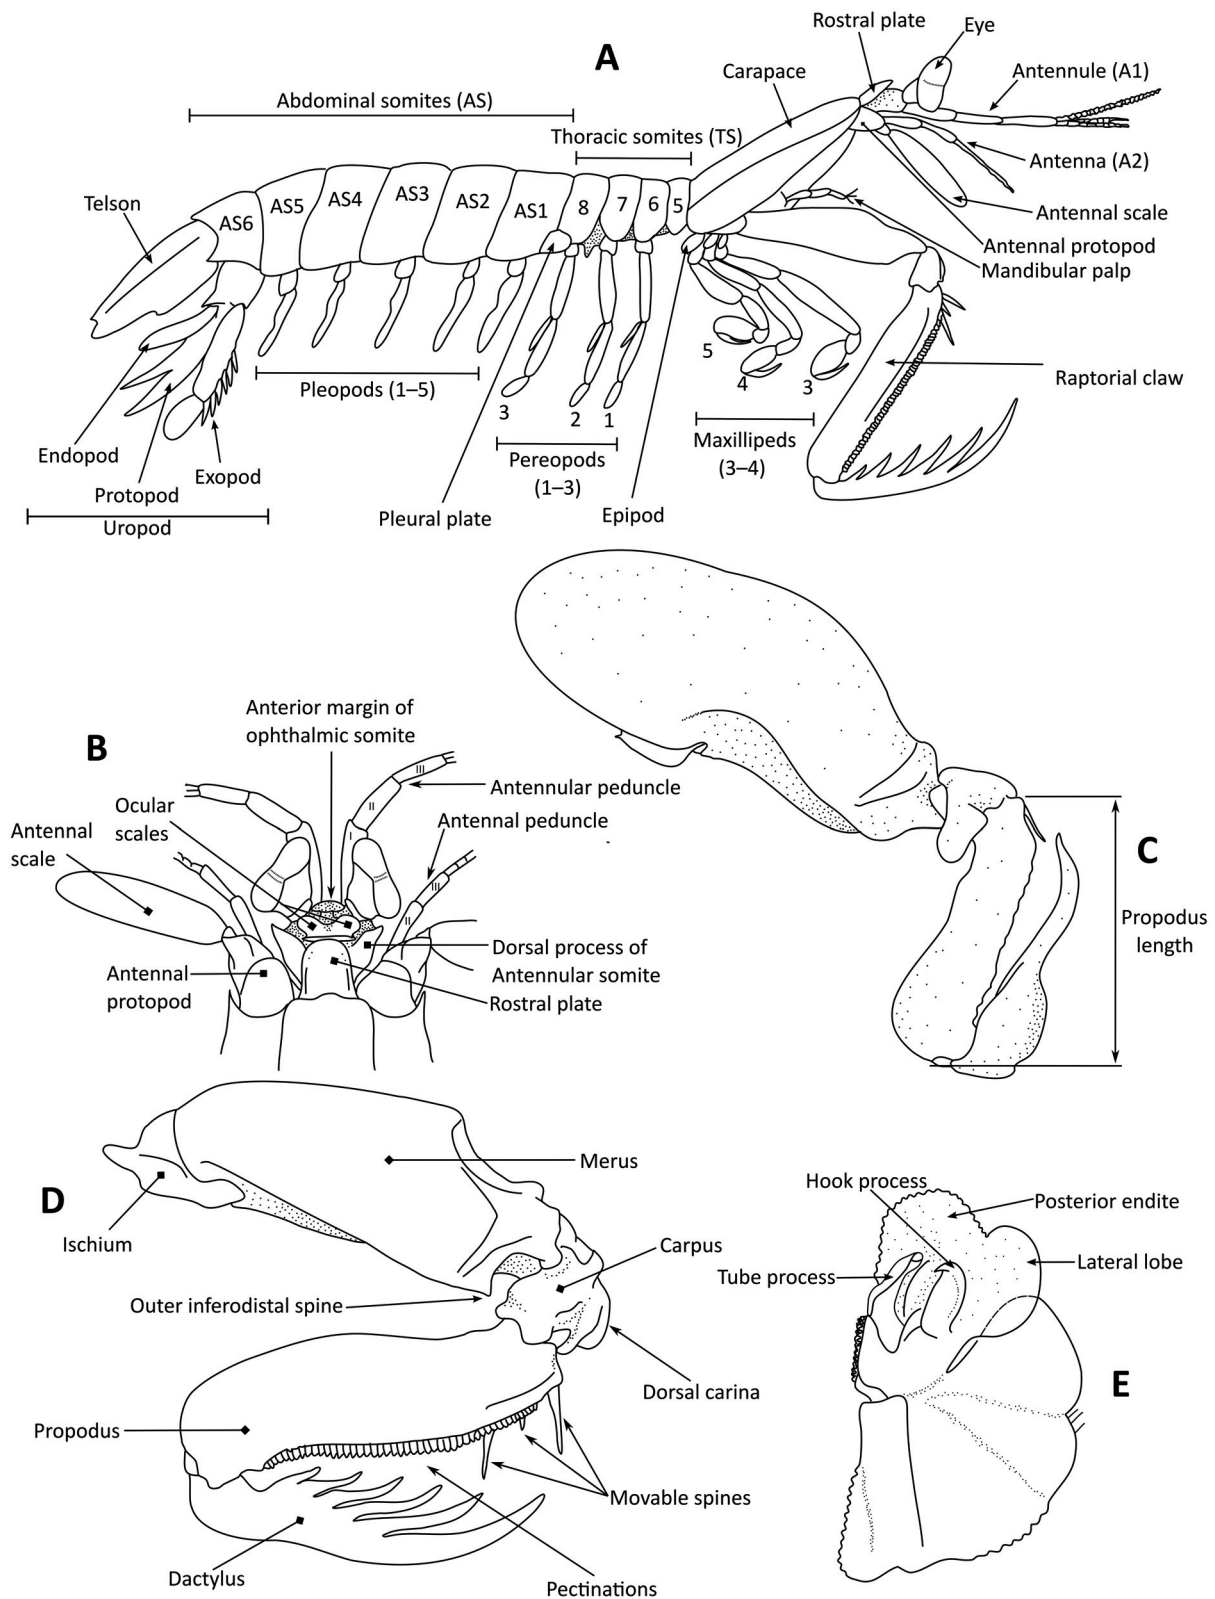 A
Rostral plate
Eye
Carapace
Antennule (A1)
Abdominal somites (AS)
Thoracic somites (TS)
Antenna (A2)
Telson
AS6
AS5
AS4
AS3
AS2
AS1
8
7
6
5
Antennal scale
Antennal protopod
Mandibular palp
5
4
3
Raptorial claw
Pleopods (1–5)
3
2
1
Maxillipeds
(3–4)
Pereopods
(1–3)
Endopod
Protopod
Exopod
Uropod
Pleural plate
Epipod
B
Anterior margin of
ophthalmic somite
III
II
I
Antennular peduncle
Ocular
scales
Antennal peduncle
III
II
Antennal
scale
Antennal
protopod
Dorsal process of
Antennular somite
Rostral plate
C
Propodus
length
D
Merus
Ischium
Carpus
Outer inferodistal spine
Dorsal carina
Propodus
Movable spines
Dactylus
Pectinations
Hook process
Posterior endite
Tube process
Lateral lobe
E